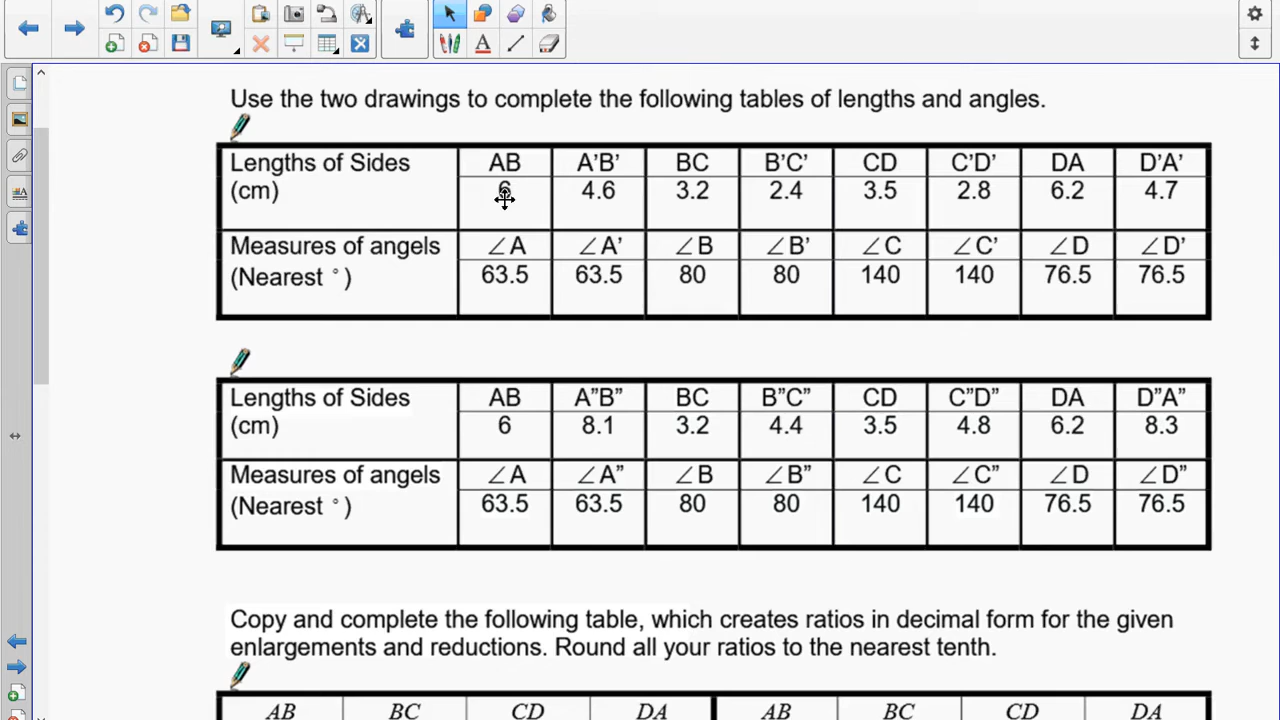 Use the two drawings to complete the following tables of lengths and angles.
Lengths of Sides AB A’B’ BC B’C’ CD C’D’ DA D’A’
(cm) 6 4.6 3.2 2.4 3.5 2.8 6.2 4.7
Measures of angels ∠A ∠A’ ∠B ∠B’ ∠C ∠C’ ∠D ∠D’
(Nearest °) 63.5 63.5 80 80 140 140 76.5 76.5
Lengths of Sides AB A”B” BC B”C” CD C”D” DA D”A”
(cm) 6 8.1 3.2 4.4 3.5 4.8 6.2 8.3
Measures of angels ∠A ∠A” ∠B ∠B” ∠C ∠C” ∠D ∠D”
(Nearest °) 63.5 63.5 80 80 140 140 76.5 76.5
Copy and complete the following table, which creates ratios in decimal form for the given
enlargements and reductions. Round all your ratios to the nearest tenth.
AB BC CD DA AB BC CD DA